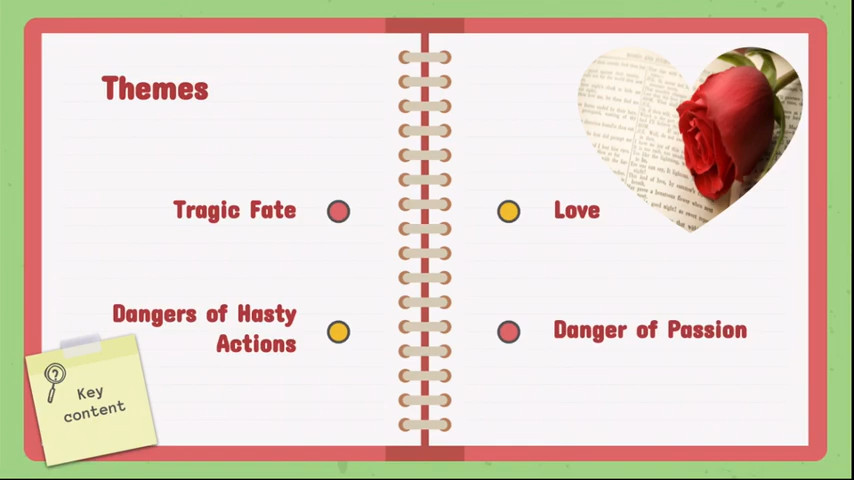 Themes
Tragic Fate
Love
Dangers of Hasty
Actions
Danger of Passion
?
Key
content